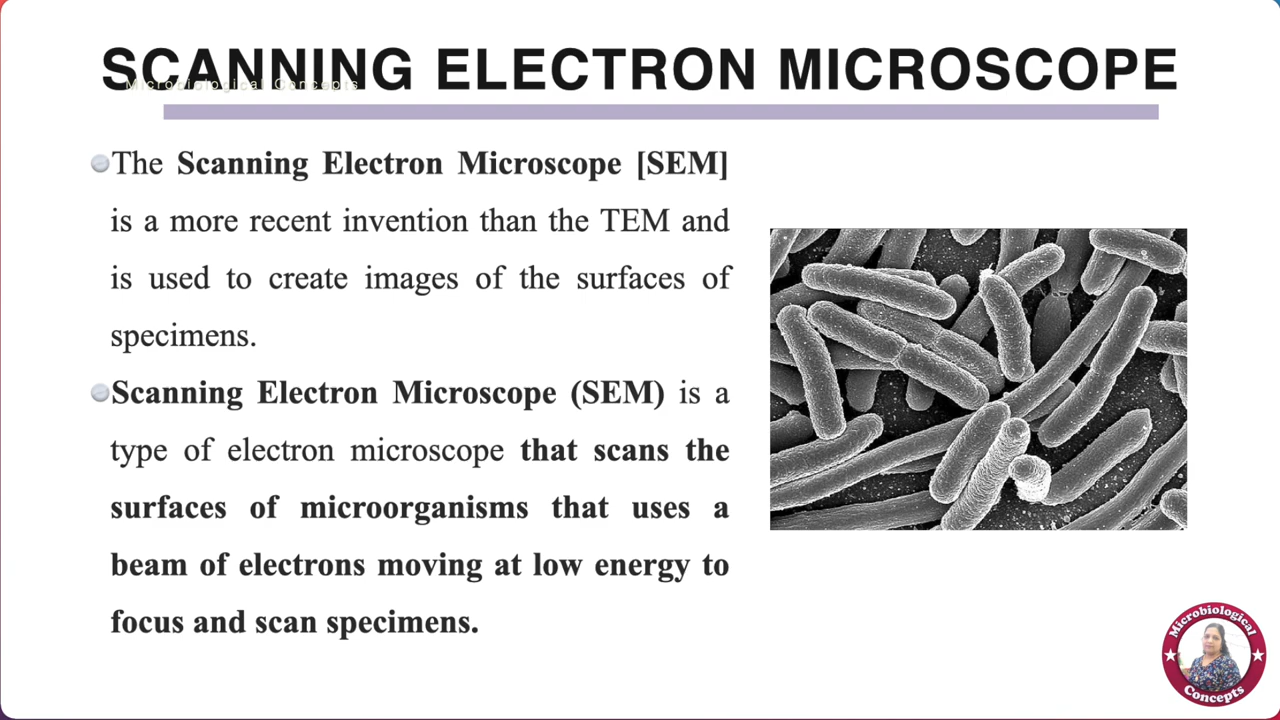 SCANNING ELECTRON MICROSCOPE
Microbiological Concepts
The Scanning Electron Microscope [SEM]
is a more recent invention than the TEM and
is used to create images of the surfaces of
specimens.
Scanning Electron Microscope (SEM) is a
type of electron microscope that scans the
surfaces of microorganisms that uses a
beam of electrons moving at low energy to
focus and scan specimens.
Microbiological
Concepts